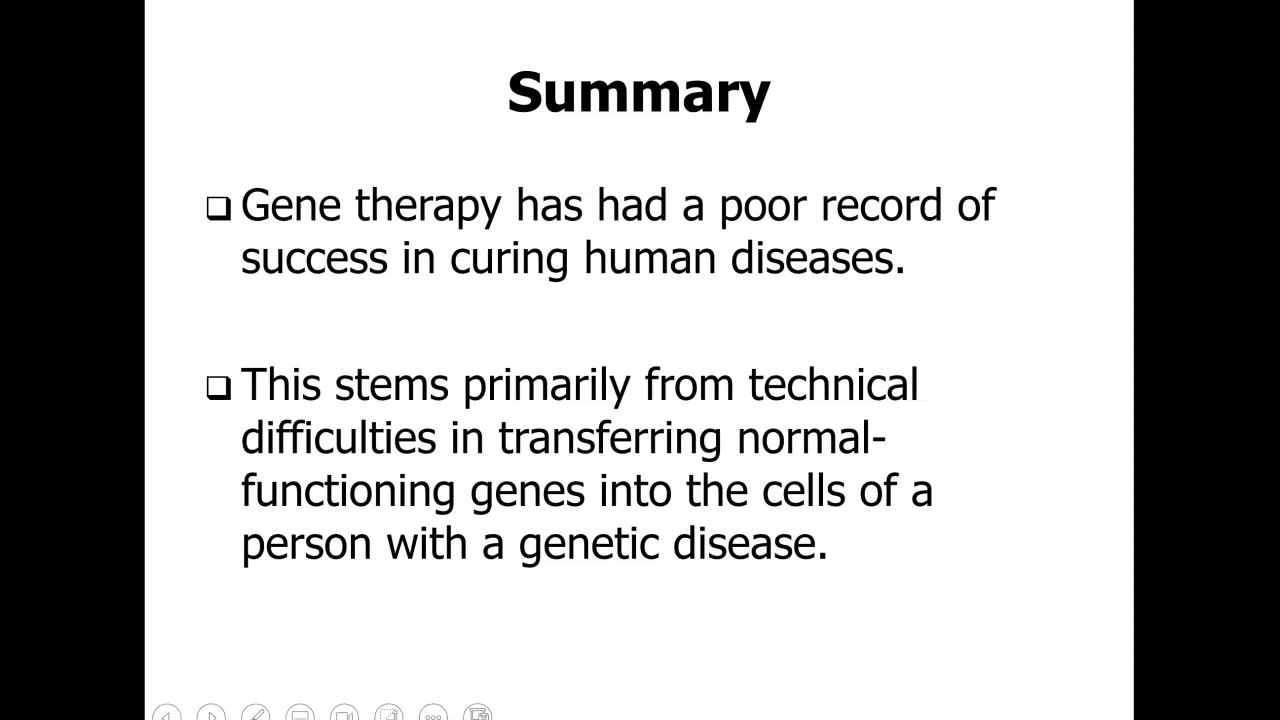 Summary
❑ Gene therapy has had a poor record of
success in curing human diseases.
❑ This stems primarily from technical
difficulties in transferring normal-
functioning genes into the cells of a
person with a genetic disease.